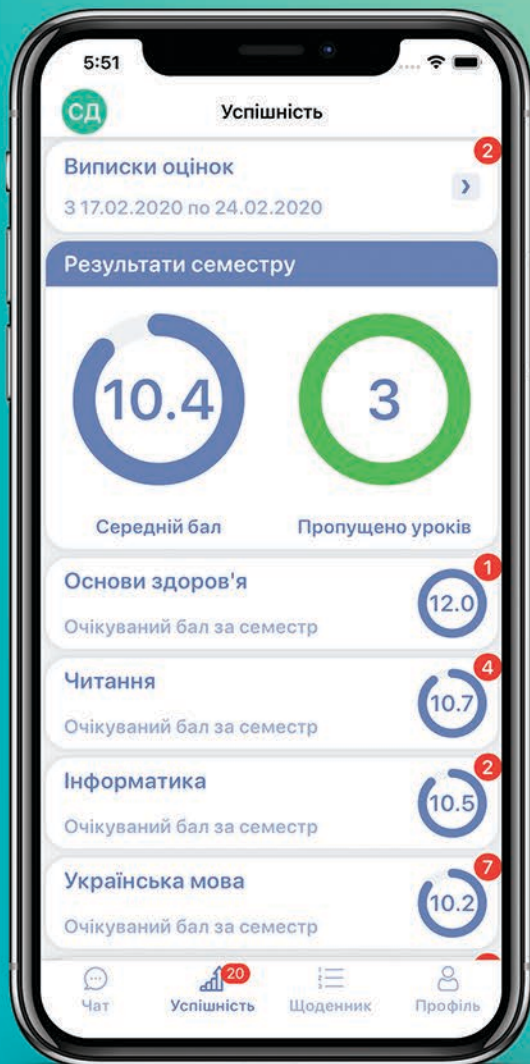 5:51
СД
Успішність
Виписки оцінок
2
З 17.02.2020 по 24.02.2020
Результати семестру
10.4
3
Середній бал
Пропущено уроків
Основи здоров'я
1
12.0
Очікуваний бал за семестр
Читання
4
10.7
Очікуваний бал за семестр
Інформатика
2
10.5
Очікуваний бал за семестр
Українська мова
7
10.2
Очікуваний бал за семестр
20
Чат
Успішність
Щоденник
Профіль